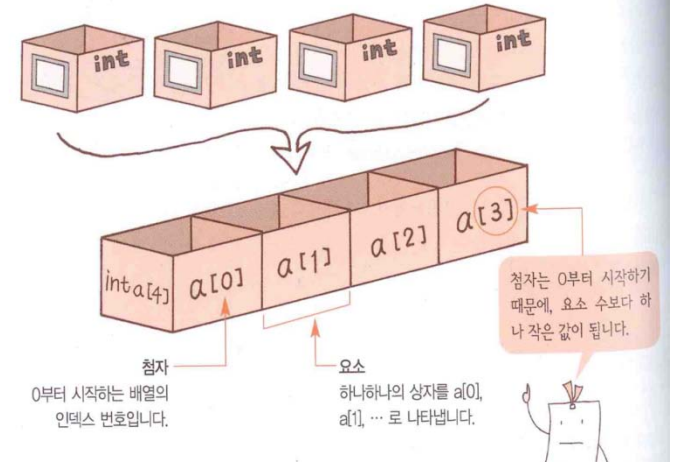 int
int
int
int
int a[4]
a[0]
a[1]
a[2]
a[3]
첨자는 0부터 시작하기
때문에, 요소 수보다 하
나 작은 값이 됩니다.
첨자
0부터 시작하는 배열의
인덱스 번호입니다.
요소
하나하나의 상자를 a[0],
a[1], … 로 나타냅니다.